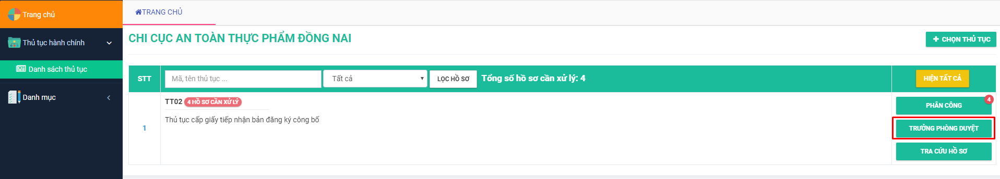 Trang chủ
TRANG CHỦ
Thủ tục hành chính
Danh sách thủ tục
Danh mục
CHI CỤC AN TOÀN THỰC PHẨM ĐỒNG NAI
CHỌN THỦ TỤC
STT
Mã, tên thủ tục ...
Tất cả
LỌC HỒ SƠ
Tổng số hồ sơ cần xử lý: 4
HIỆN TẤT CẢ
1
TT02 4 HỒ SƠ CẦN XỬ LÝ
Thủ tục cấp giấy tiếp nhận bản đăng ký công bố
PHÂN CÔNG
4
TRƯỞNG PHÒNG DUYỆT
TRA CỨU HỒ SƠ